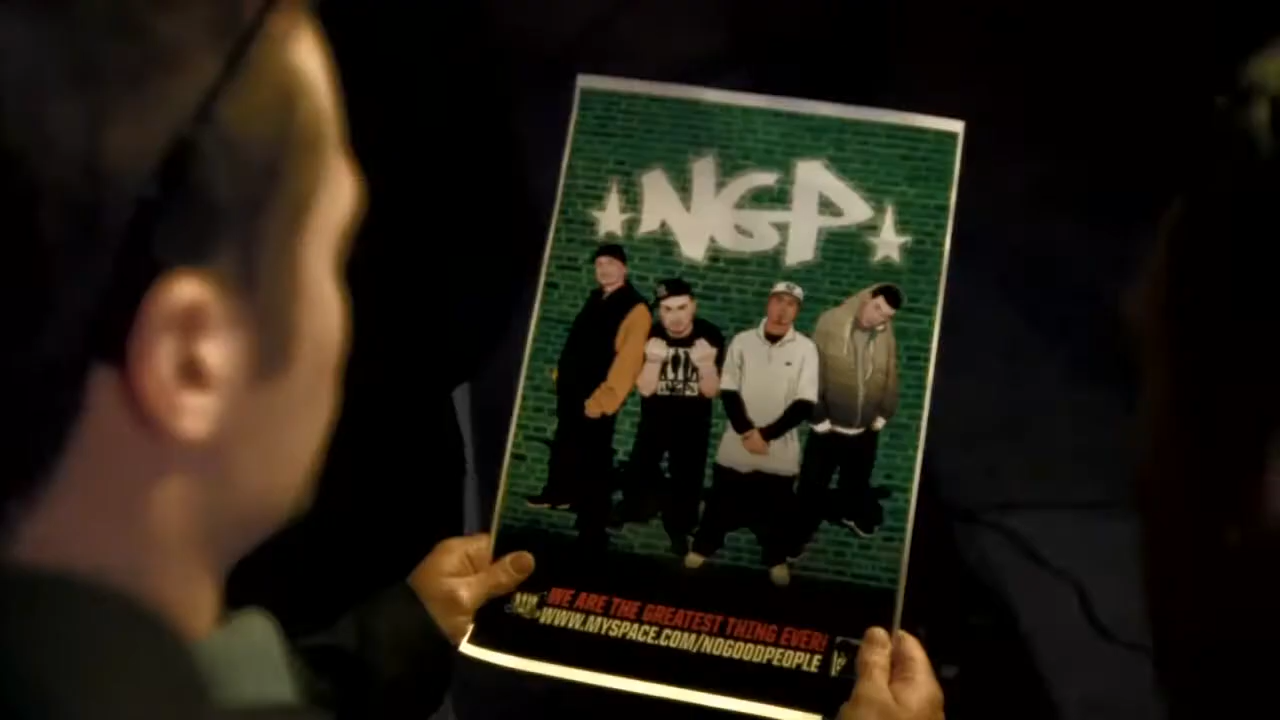 NGP
WE ARE THE GREATEST THING EVER!
WWW.MYSPACE.COM/NOGOODPEOPLE